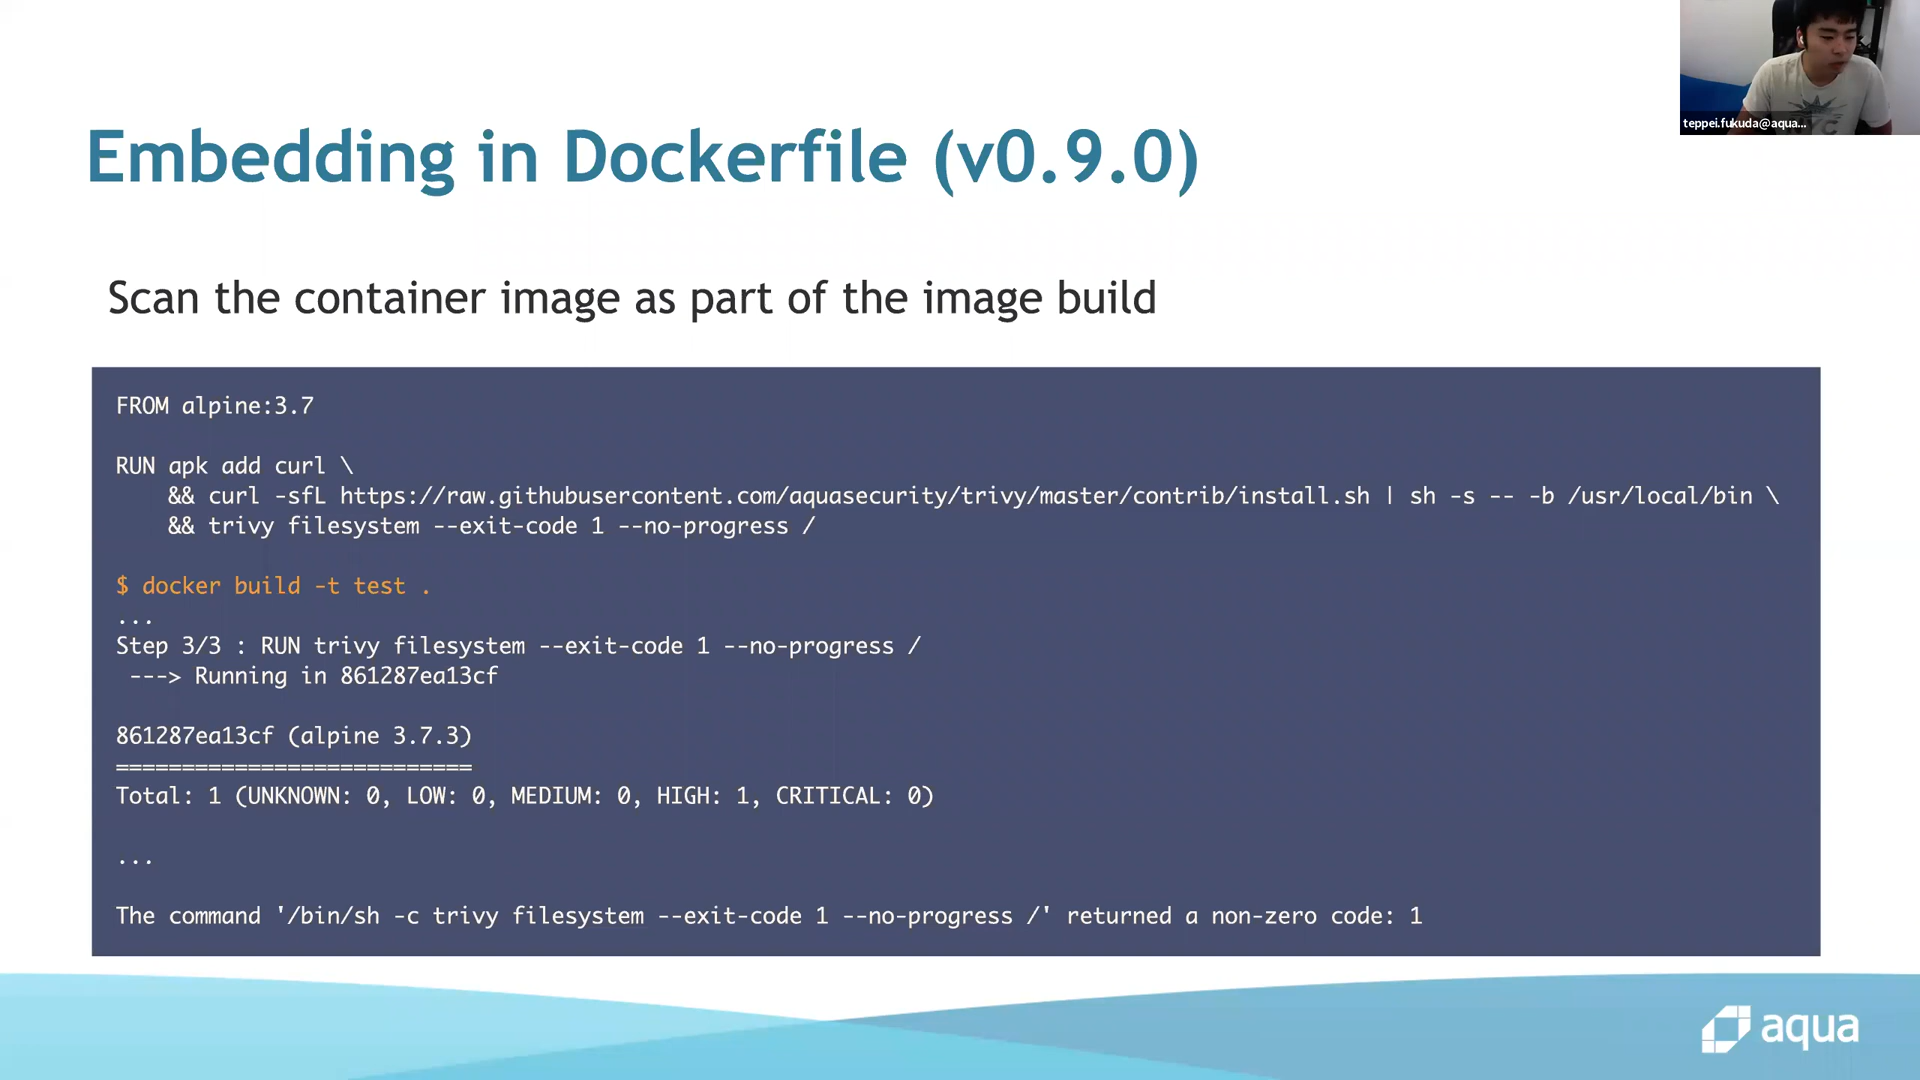 teppei.fukuda@aqua...
Embedding in Dockerfile (v0.9.0)
Scan the container image as part of the image build
FROM alpine:3.7
RUN apk add curl \
    && curl -sfL https://raw.githubusercontent.com/aquasecurity/trivy/master/contrib/install.sh | sh -s -- -b /usr/local/bin \
    && trivy filesystem --exit-code 1 --no-progress /
$ docker build -t test .
...
Step 3/3 : RUN trivy filesystem --exit-code 1 --no-progress /
 ---> Running in 861287ea13cf
861287ea13cf (alpine 3.7.3)
===========================
Total: 1 (UNKNOWN: 0, LOW: 0, MEDIUM: 0, HIGH: 1, CRITICAL: 0)
...
The command '/bin/sh -c trivy filesystem --exit-code 1 --no-progress /' returned a non-zero code: 1
aqua